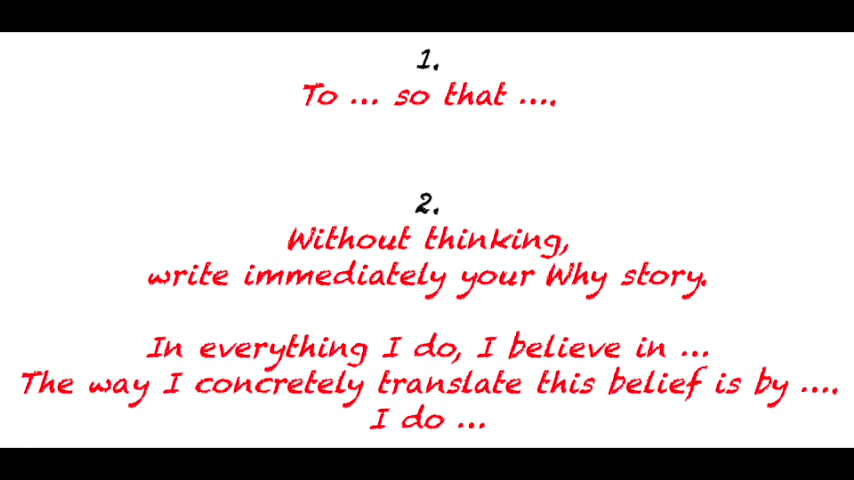 1.
To ... so that ....
2.
Without thinking,
write immediately your Why story.
In everything I do, I believe in ...
The way I concretely translate this belief is by ....
I do ...